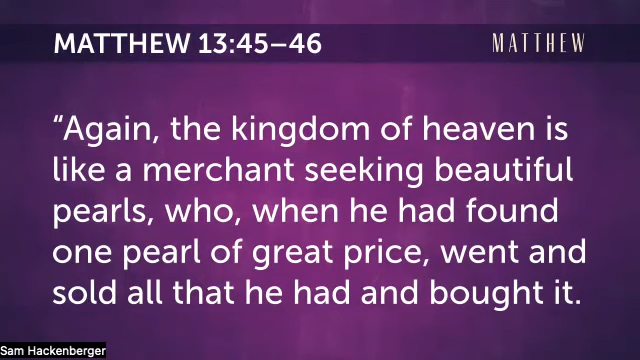 MATTHEW 13:45–46
MATTHEW
“Again, the kingdom of heaven is
like a merchant seeking beautiful
pearls, who, when he had found
one pearl of great price, went and
sold all that he had and bought it.
Sam Hackenberger